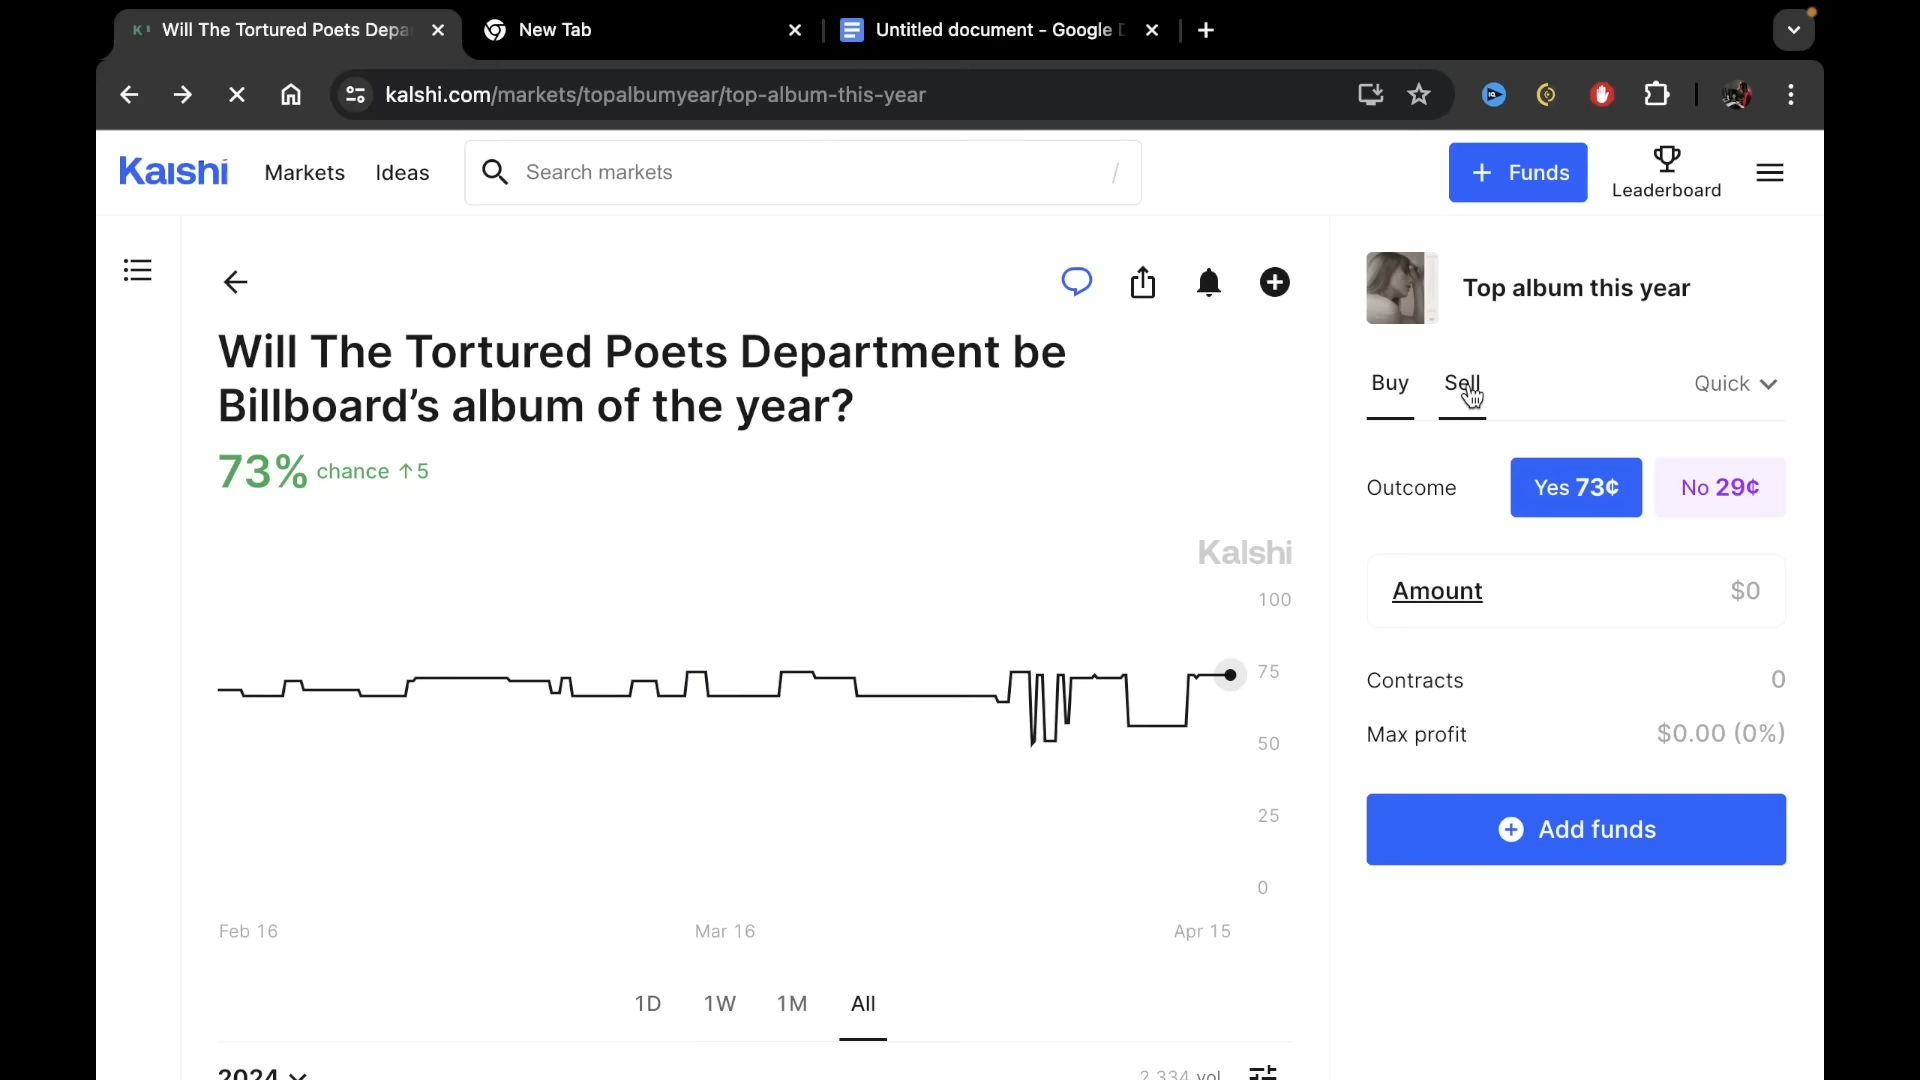 Will The Tortured Poets Depa
New Tab
Untitled document - Google D
kalshi.com/markets/topalbumyear/top-album-this-year
Kalshi
Markets
Ideas
Search markets
/
+ Funds
Leaderboard
Top album this year
Will The Tortured Poets Department be
Billboard’s album of the year?
73% chance ↑5
Buy
Sell
Quick
Outcome
Yes 73¢
No 29¢
Amount
$0
Contracts
0
Max profit
$0.00 (0%)
Add funds
Kalshi
100
75
50
25
0
Feb 16
Mar 16
Apr 15
1D
1W
1M
All
2024
2,334 vol